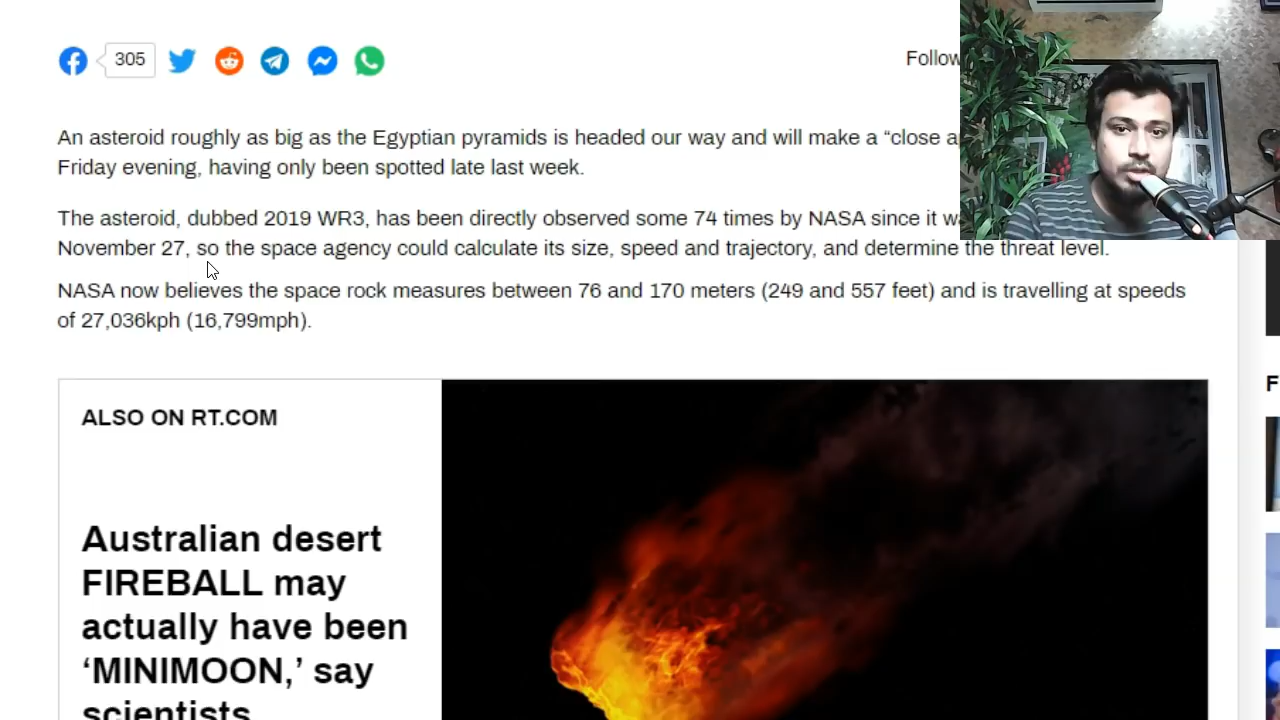 305
Follow
An asteroid roughly as big as the Egyptian pyramids is headed our way and will make a “close
Friday evening, having only been spotted late last week.
The asteroid, dubbed 2019 WR3, has been directly observed some 74 times by NASA since it
November 27, so the space agency could calculate its size, speed and trajectory, and determine the threat level.
NASA now believes the space rock measures between 76 and 170 meters (249 and 557 feet) and is travelling at speeds
of 27,036kph (16,799mph).
ALSO ON RT.COM
Australian desert
FIREBALL may
actually have been
‘MINIMOON,’ say
scientists
F